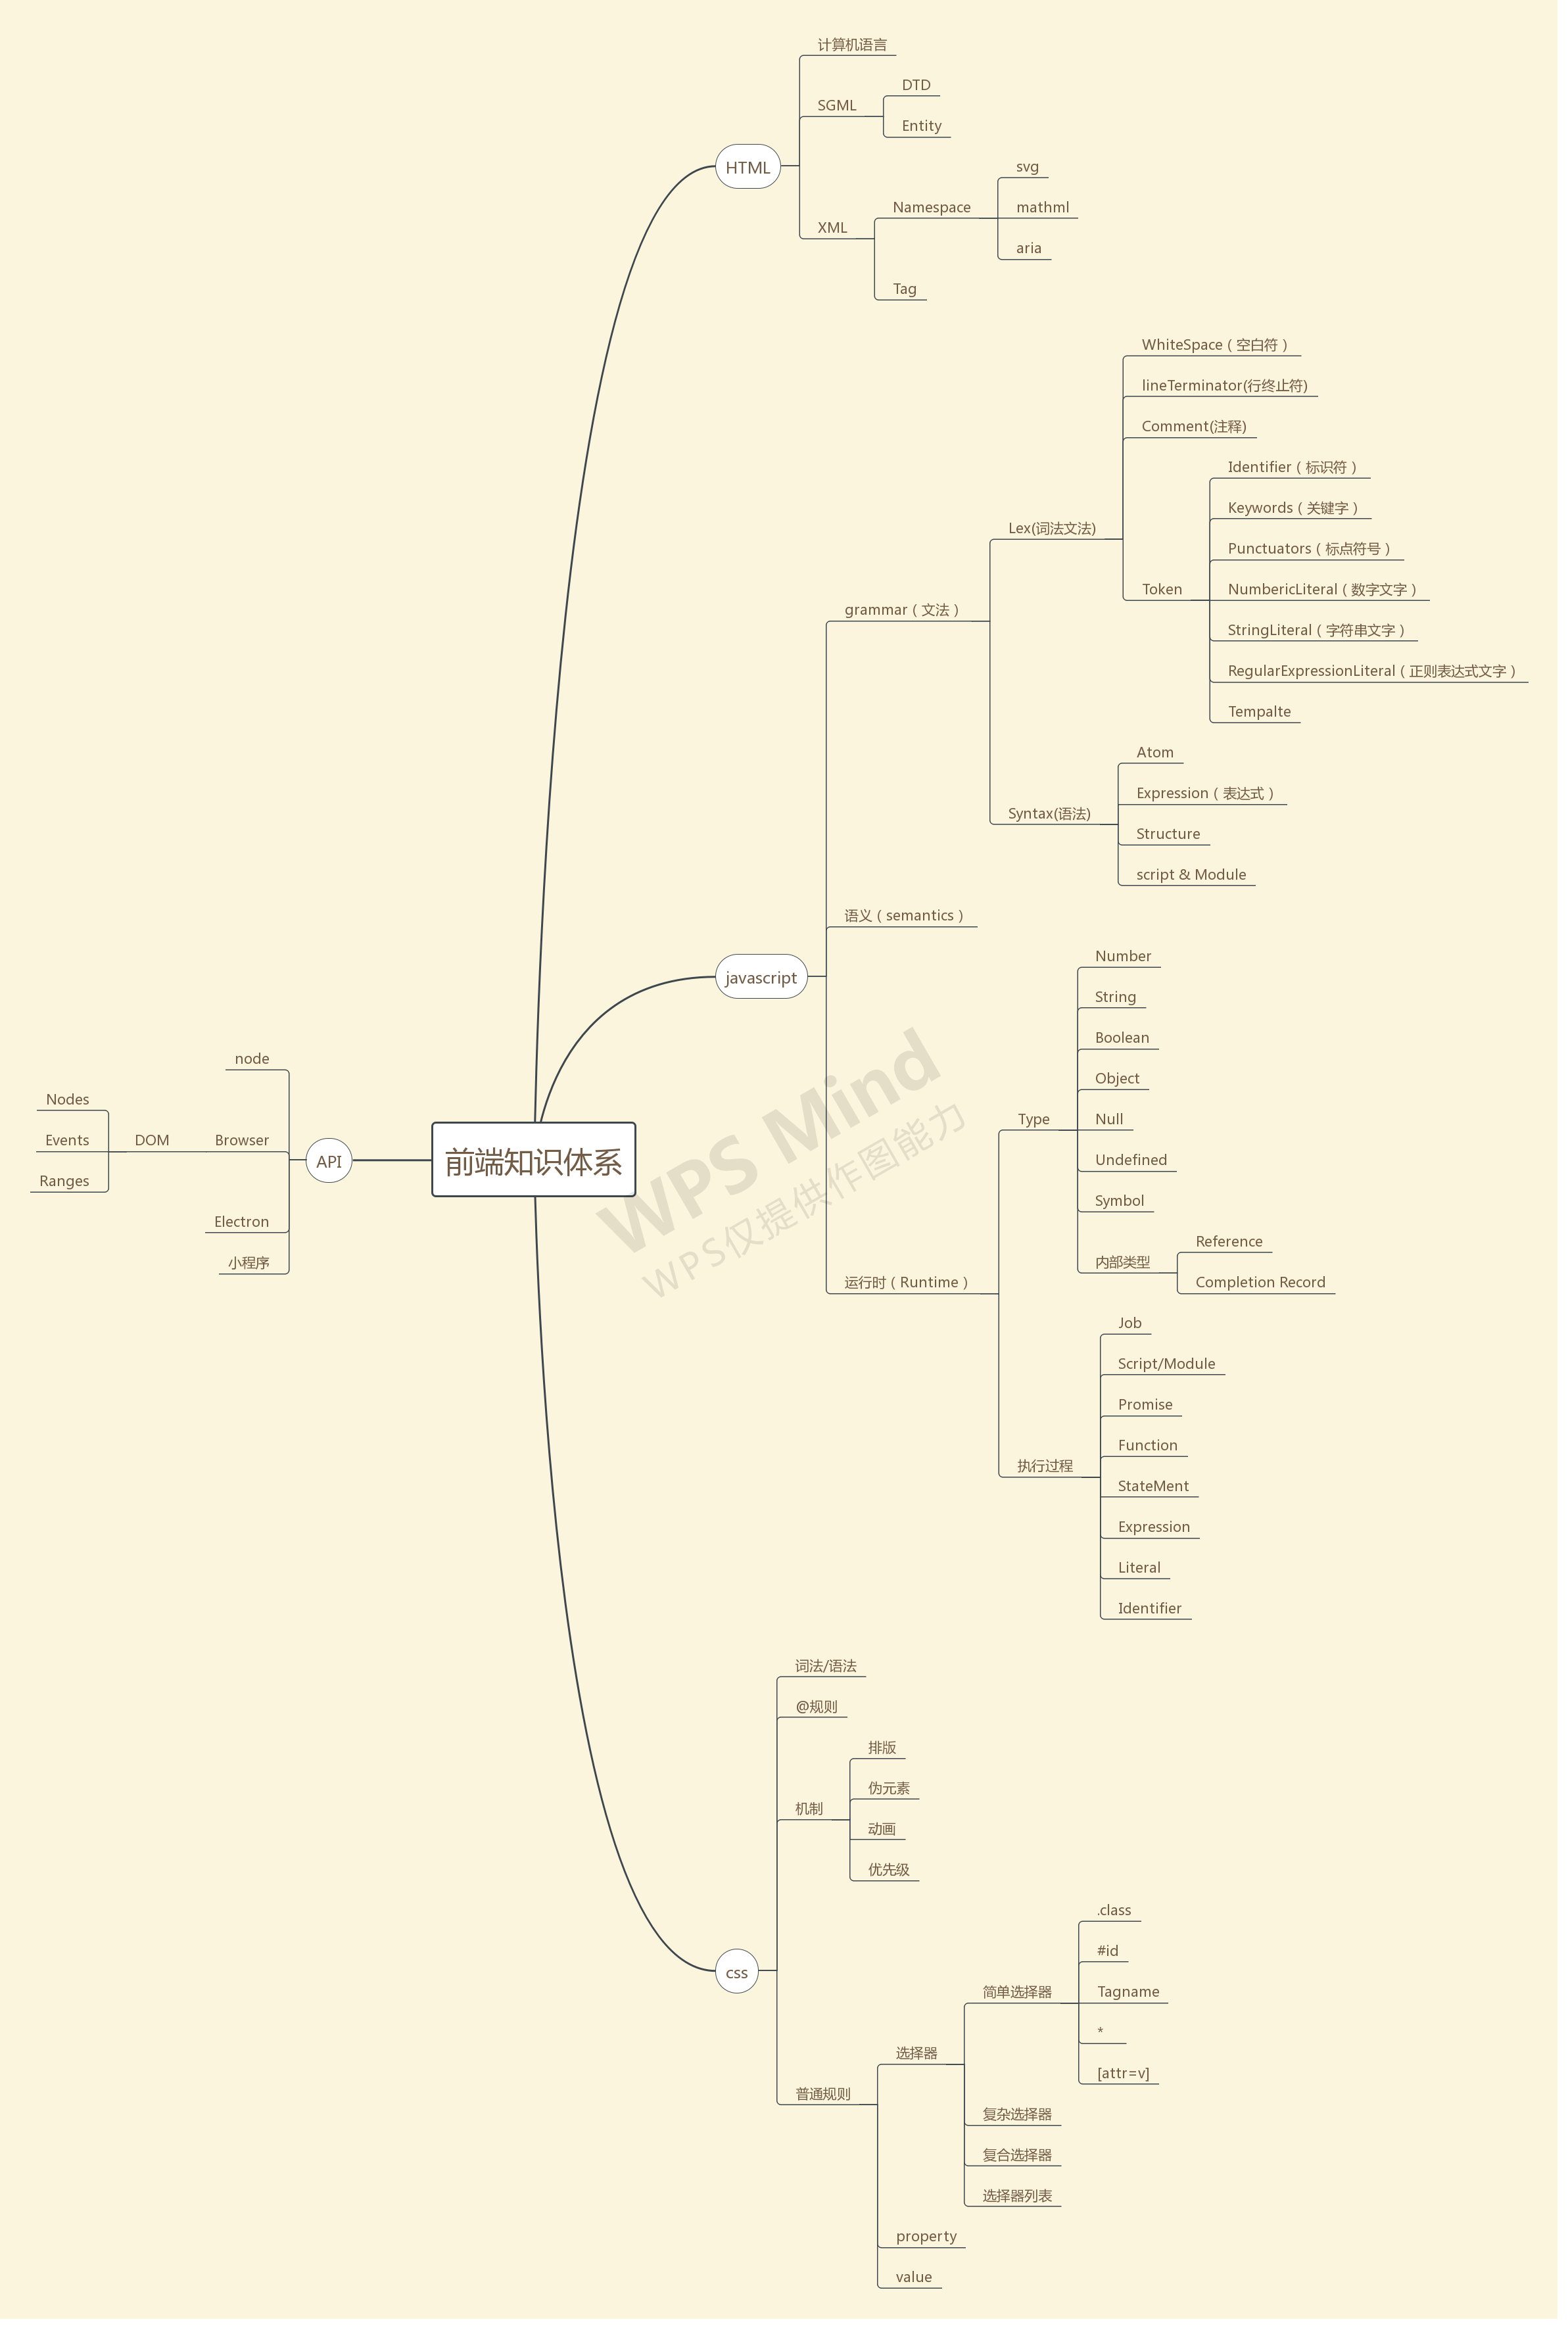 计算机语言
DTD
SGML
Entity
HTML
svg
Namespace
mathml
XML
aria
Tag
WhiteSpace（空白符）
lineTerminator(行终止符)
Comment(注释)
Identifier（标识符）
Keywords（关键字）
Lex(词法文法)
Punctuators（标点符号）
Token
NumbericLiteral（数字文字）
grammar（文法）
StringLiteral（字符串文字）
RegularExpressionLiteral（正则表达式文字）
Tempalte
Atom
Expression（表达式）
Syntax(语法)
Structure
script & Module
语义（semantics）
javascript
Number
String
Boolean
Object
Type
Null
Undefined
Symbol
内部类型
Reference
Completion Record
运行时（Runtime）
Job
Script/Module
Promise
Function
执行过程
StateMent
Expression
Literal
Identifier
node
Nodes
Events
DOM
Browser
Ranges
API
前端知识体系
Electron
小程序
WPS Mind
WPS仅提供作图能力
词法/语法
@规则
排版
伪元素
机制
动画
优先级
css
.class
#id
简单选择器
Tagname
*
选择器
[attr=v]
普通规则
复杂选择器
复合选择器
选择器列表
property
value